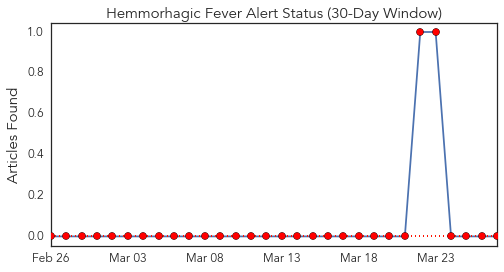 Hemmorhagic Fever Alert Status (30-Day Window)
Articles Found
1.0
0.8
0.6
0.4
0.2
0.0
Feb 26 Mar 03 Mar 08 Mar 13 Mar 18 Mar 23